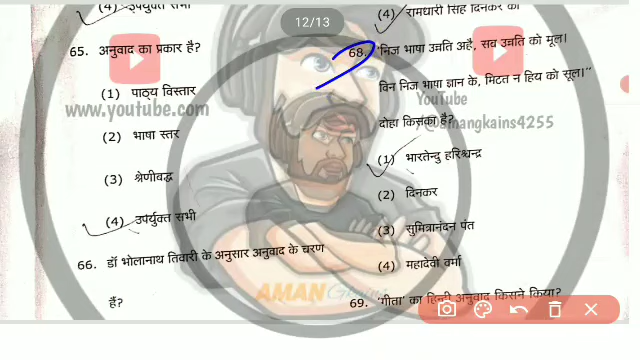 (4) उपर्युक्त सभी
65. अनुवाद का प्रकार है?
(1) पाठ्य विस्तार
(2) भाषा स्तर
(3) श्रेणीबद्ध
(4) उपर्युक्त सभी
66. डॉ भोलानाथ तिवारी के अनुसार अनुवाद के चरण
हैं?
12/13
(4) रामधारी सिंह दिनकर का
68. "निज भाषा उन्नति अहै, सब उन्नति को मूल।
बिन निज भाषा ज्ञान के, मिटत न हिय को सूल।"
दोहा किसका है?
(1) भारतेन्दु हरिश्चन्द्र
(2) दिनकर
(3) सुमित्रानंदन पंत
(4) महादेवी वर्मा
69. 'गीता' का हिन्दी अनुवाद किसने किया?
www.youtube.com
YouTube
/@amangkains4255
AMAN Gkains